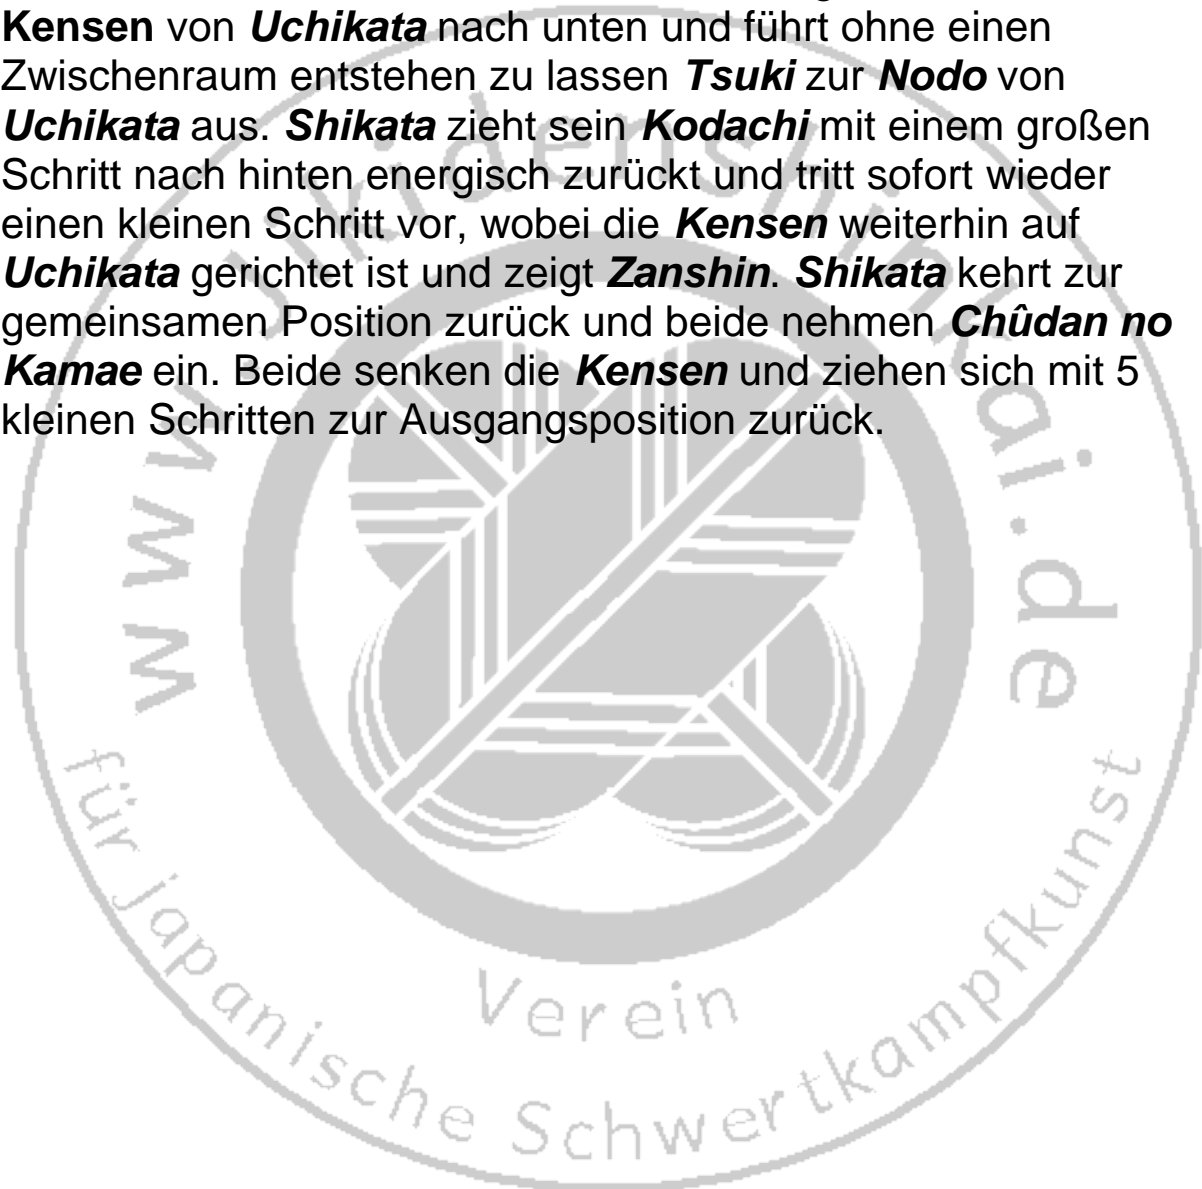 Kensen von Uchikata nach unten und führt ohne einen
Zwischenraum entstehen zu lassen Tsuki zur Nodo von
Uchikata aus. Shikata zieht sein Kodachi mit einem großen
Schritt nach hinten energisch zurückt und tritt sofort wieder
einen kleinen Schritt vor, wobei die Kensen weiterhin auf
Uchikata gerichtet ist und zeigt Zanshin. Shikata kehrt zur
gemeinsamen Position zurück und beide nehmen Chûdan no
Kamae ein. Beide senken die Kensen und ziehen sich mit 5
kleinen Schritten zur Ausgangsposition zurück.
www.jikidenshinkai.de
Verein
für japanische Schwertkampfkunst